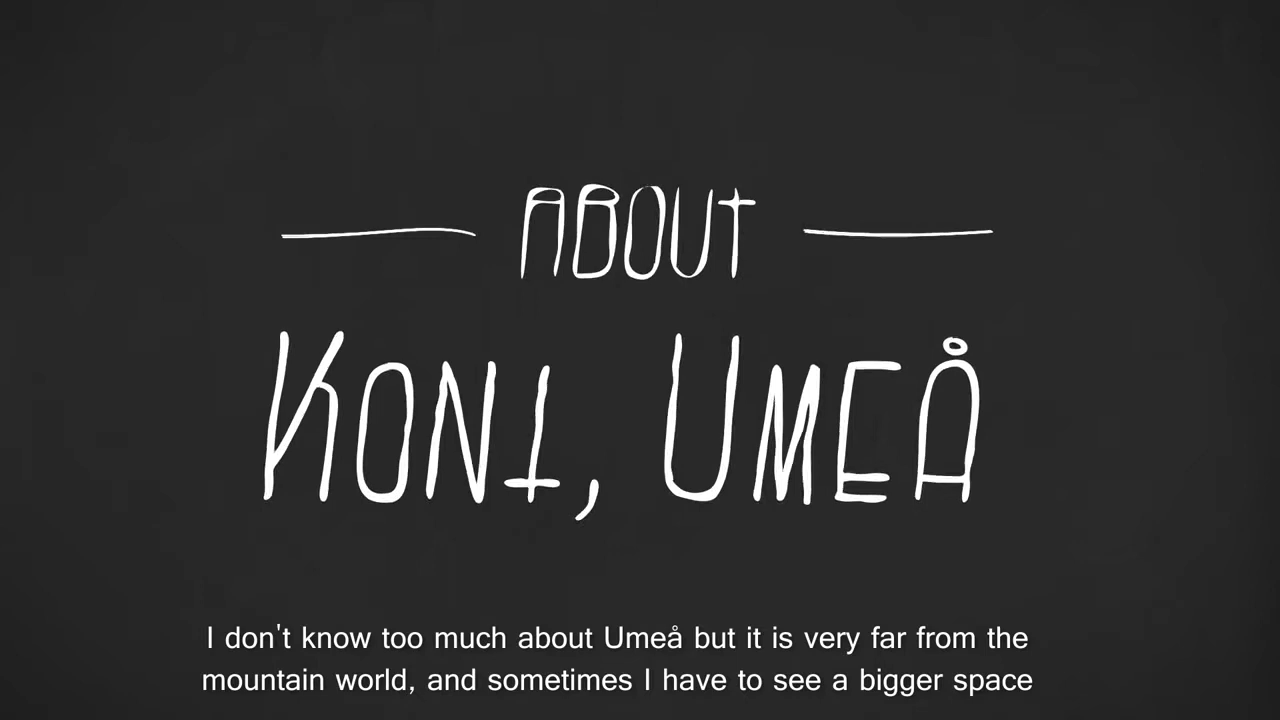 ABOUT
KONT, UMEÅ
I don't know too much about Umeå but it is very far from the
mountain world, and sometimes I have to see a bigger space